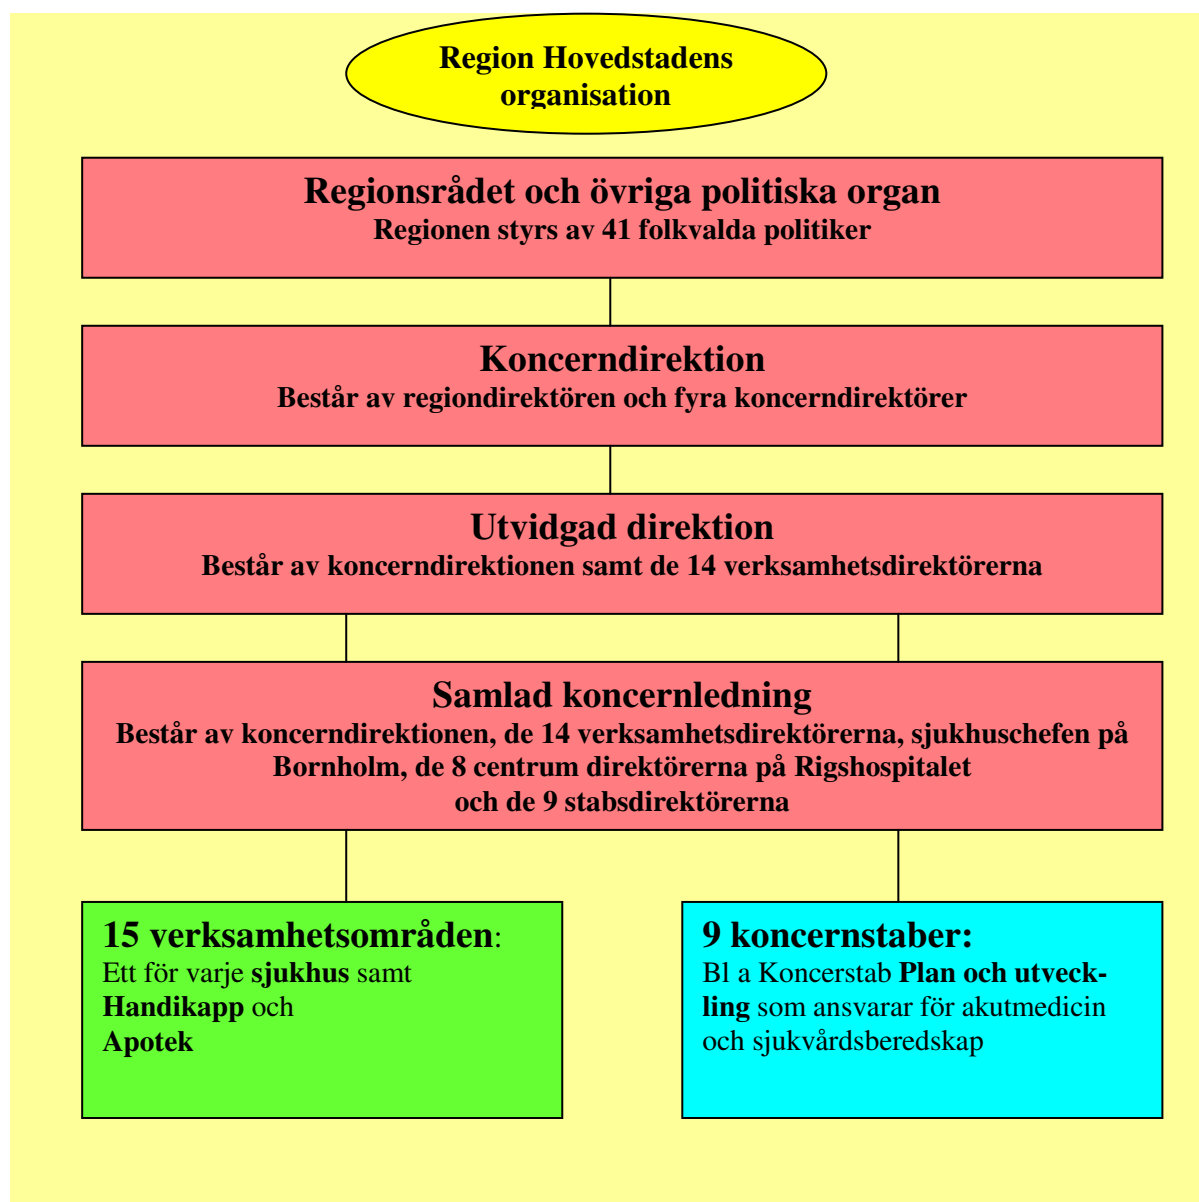 Region Hovedstadens
organisation
Regionsrådet och övriga politiska organ
Regionen styrs av 41 folkvalda politiker
Koncerndirektion
Består av regiondirektören och fyra koncerndirektörer
Utvidgad direktion
Består av koncerndirektionen samt de 14 verksamhetsdirektörerna
Samlad koncernledning
Består av koncerndirektionen, de 14 verksamhetsdirektörerna, sjukhuschefen på
Bornholm, de 8 centrum direktörerna på Rigshospitalet
och de 9 stabsdirektörerna
15 verksamhetsområden:
Ett för varje sjukhus samt
Handikapp och
Apotek
9 koncernstaber:
Bl a Koncerstab Plan och utveck-
ling som ansvarar för akutmedicin
och sjukvårdsberedskap